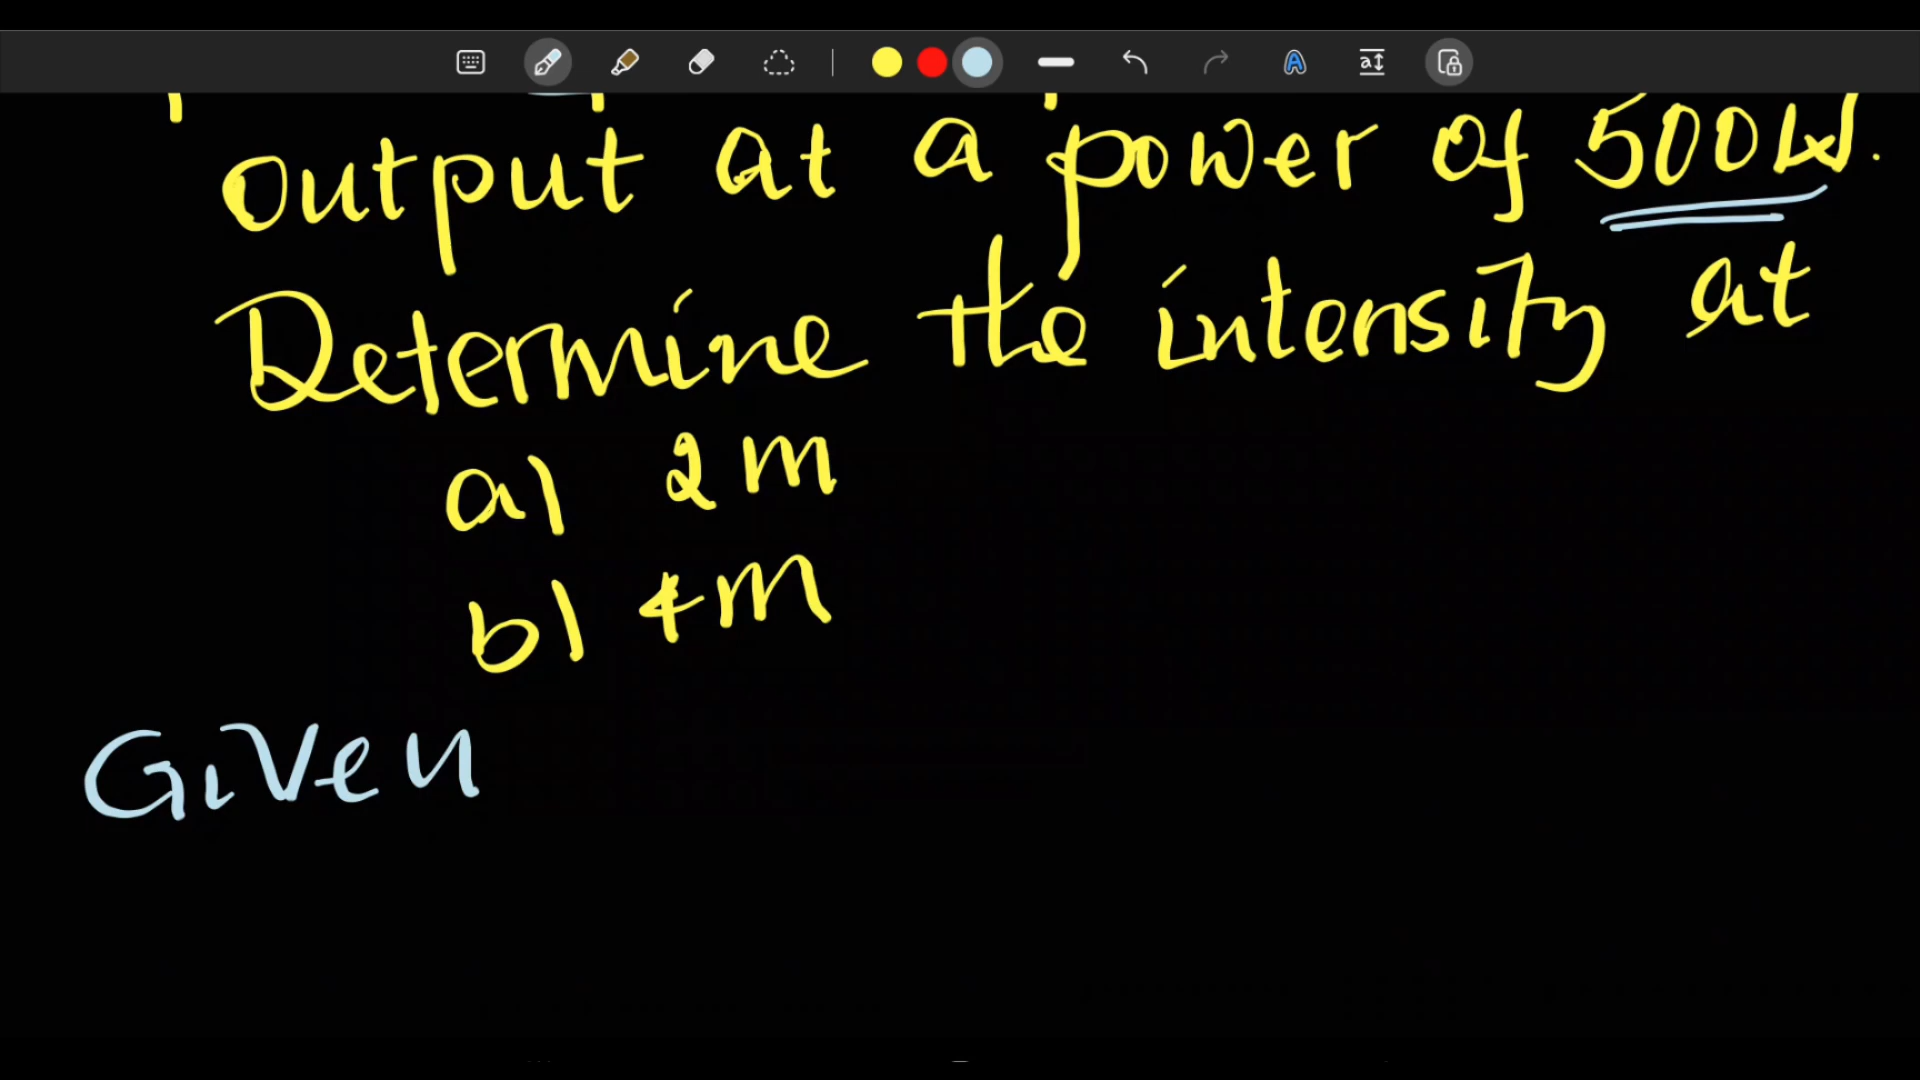 output at a power of 500W.
Determine the intensity at
a) 2m
b) 4m
Given